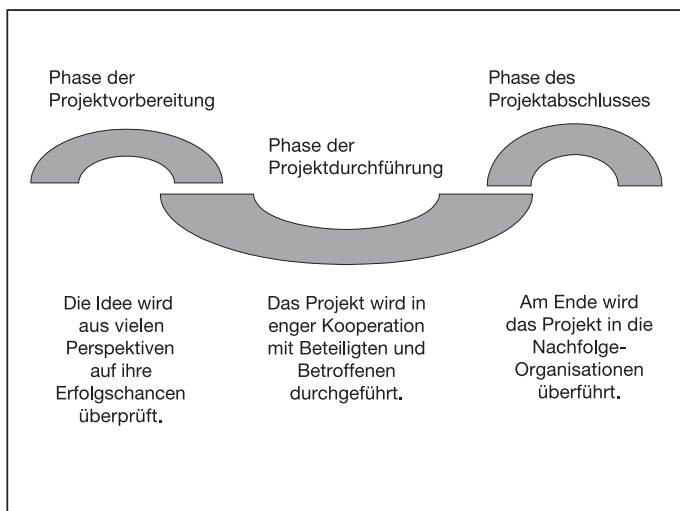 Phase der
Projektvorbereitung
Phase der
Projektdurchführung
Phase des
Projektabschlusses
Die Idee wird
aus vielen
Perspektiven
auf ihre
Erfolgschancen
überprüft.
Das Projekt wird in
enger Kooperation
mit Beteiligten und
Betroffenen
durchgeführt.
Am Ende wird
das Projekt in die
Nachfolge-
Organisationen
überführt.